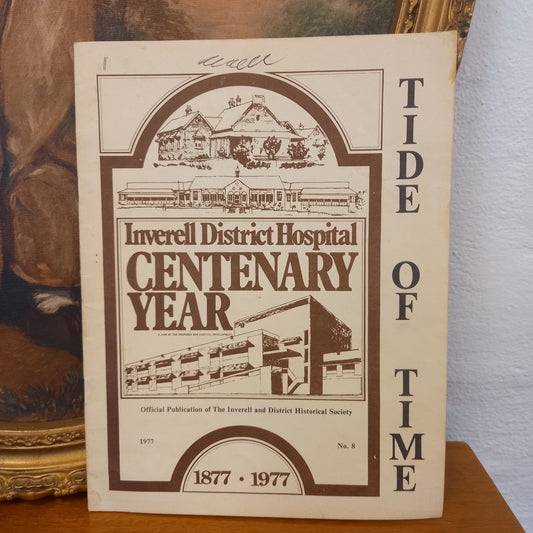 Inverell District Hospital
CENTENARY
YEAR
Official Publication of The Inverell and District Historical Society
1977 No. 8
1877 • 1977
TIDE
OF
TIME